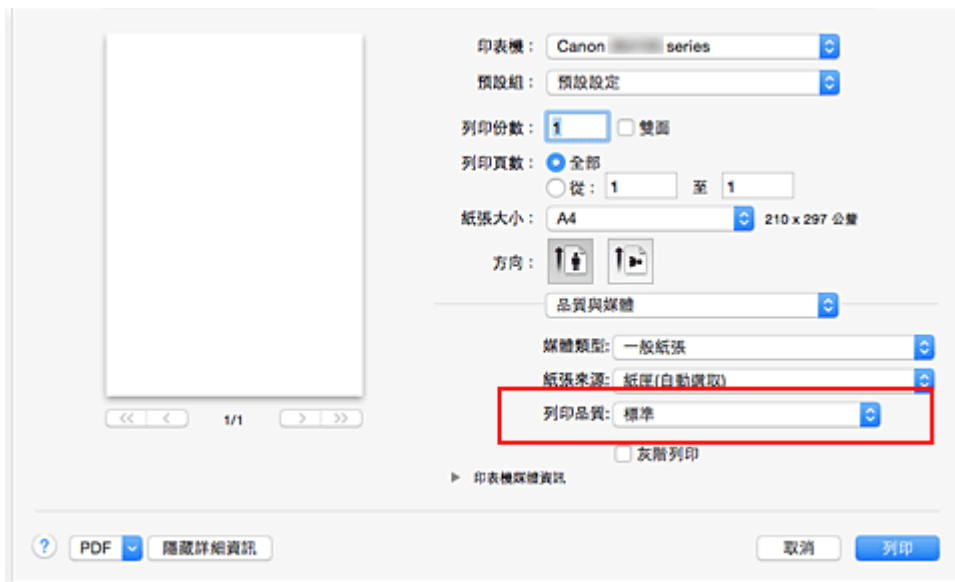 印表機： Canon series
預設組： 預設設定
列印份數： 1 雙面
列印頁數： 全部
從： 1 至 1
紙張大小： A4 210 x 297 公釐
方向：
品質與媒體
媒體類型: 一般紙張
紙張來源: 紙匣(自動選取)
列印品質: 標準
灰階列印
印表機媒體資訊
<< < 1/1 > >>
? PDF 隱藏詳細資訊 取消 列印